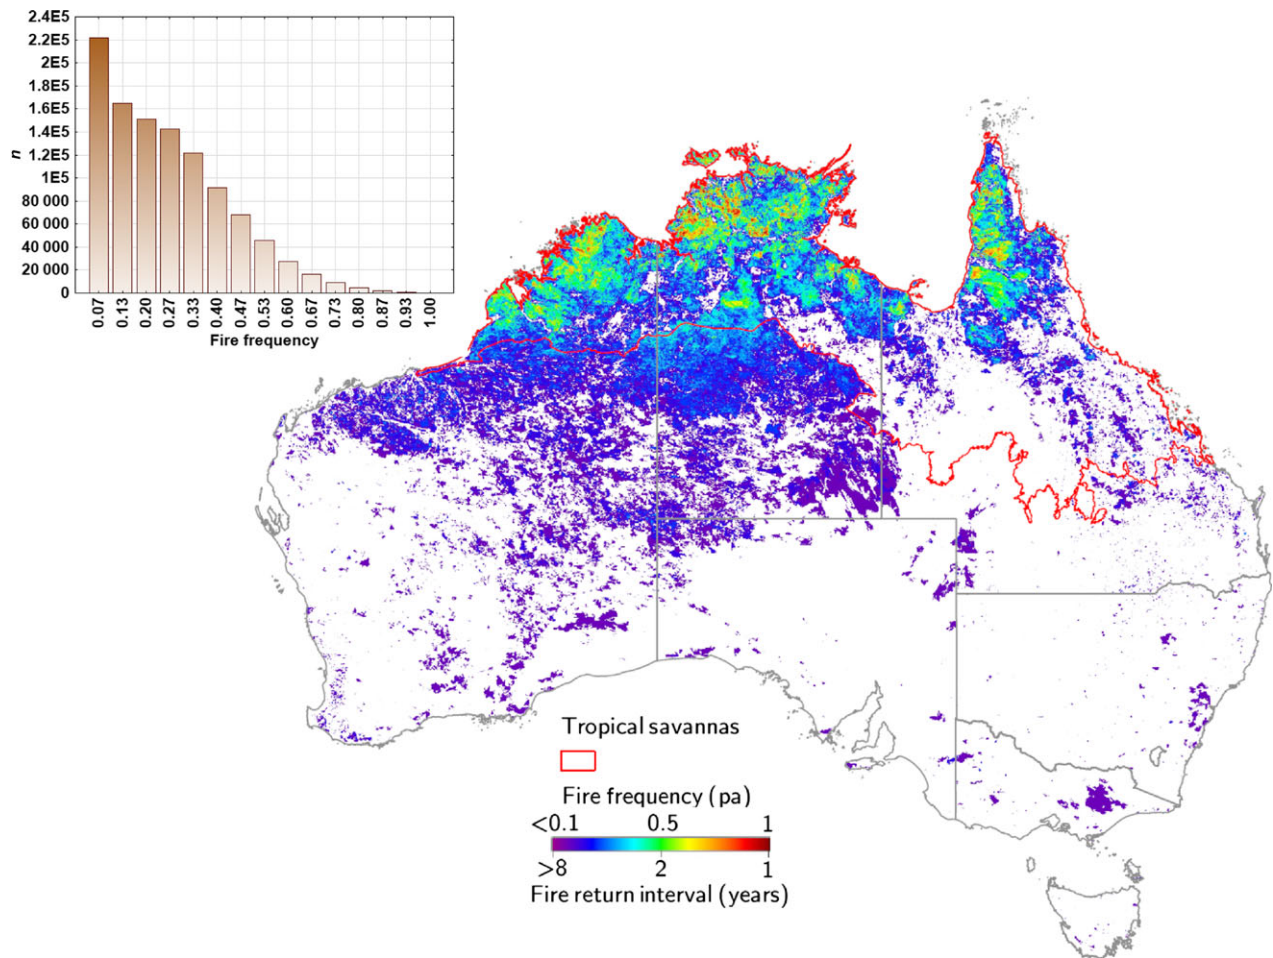 2.4E5
2.2E5
2E5
1.8E5
1.6E5
1.4E5
1.2E5
1E5
80 000
60 000
40 000
20 000
0
n
0.07 0.13 0.20 0.27 0.33 0.40 0.47 0.53 0.60 0.67 0.73 0.80 0.87 0.93 1.00
Fire frequency
Tropical savannas
Fire frequency (pa)
<0.1 0.5 1
>8 2 1
Fire return interval (years)